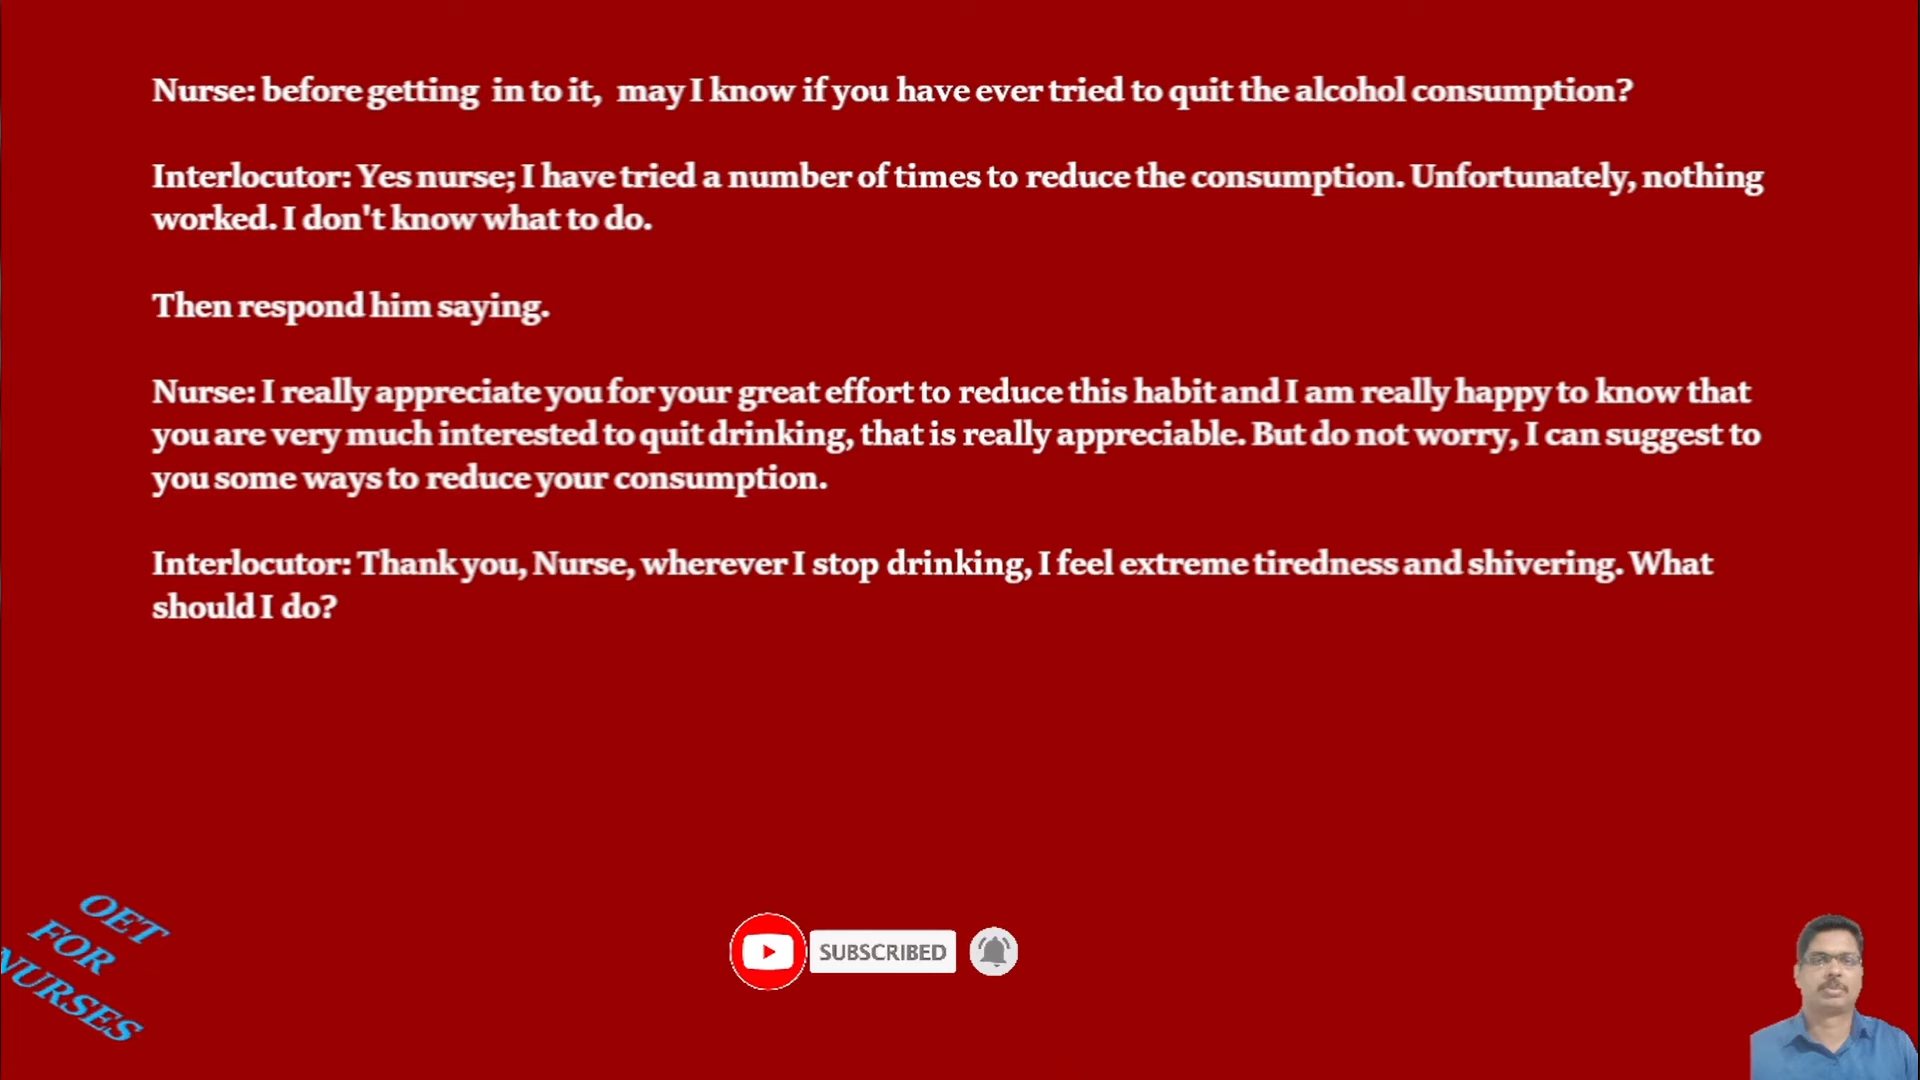 Nurse: before getting in to it, may I know if you have ever tried to quit the alcohol consumption?
Interlocutor: Yes nurse; I have tried a number of times to reduce the consumption. Unfortunately, nothing
worked. I don't know what to do.
Then respond him saying.
Nurse: I really appreciate you for your great effort to reduce this habit and I am really happy to know that
you are very much interested to quit drinking, that is really appreciable. But do not worry, I can suggest to
you some ways to reduce your consumption.
Interlocutor: Thank you, Nurse, wherever I stop drinking, I feel extreme tiredness and shivering. What
should I do?
OET
FOR
NURSES
SUBSCRIBED